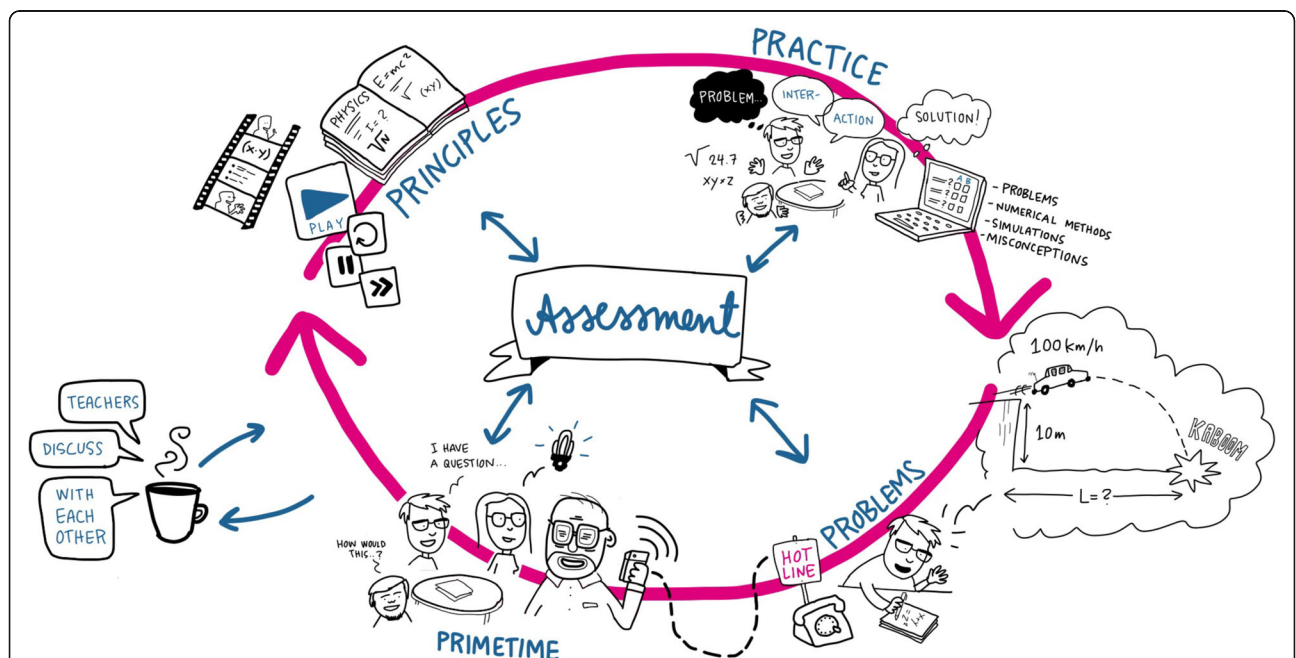 PRINCIPLES
PHYSICS
I=?
√N
E=mc²
√ (xy)
(x·y)
PLAY
PRACTICE
PROBLEM...
INTER-
ACTION
SOLUTION!
√ 24.7
xy×z
A B
?
?
?
- PROBLEMS
- NUMERICAL METHODS
- SIMULATIONS
- MISCONCEPTIONS
Assessment
100 km/h
10m
KABOOM
L=?
PROBLEMS
HOT
LINE
I HAVE
A QUESTION...
HOW WOULD
THIS..?
PRIMETIME
TEACHERS
DISCUSS
WITH
EACH
OTHER